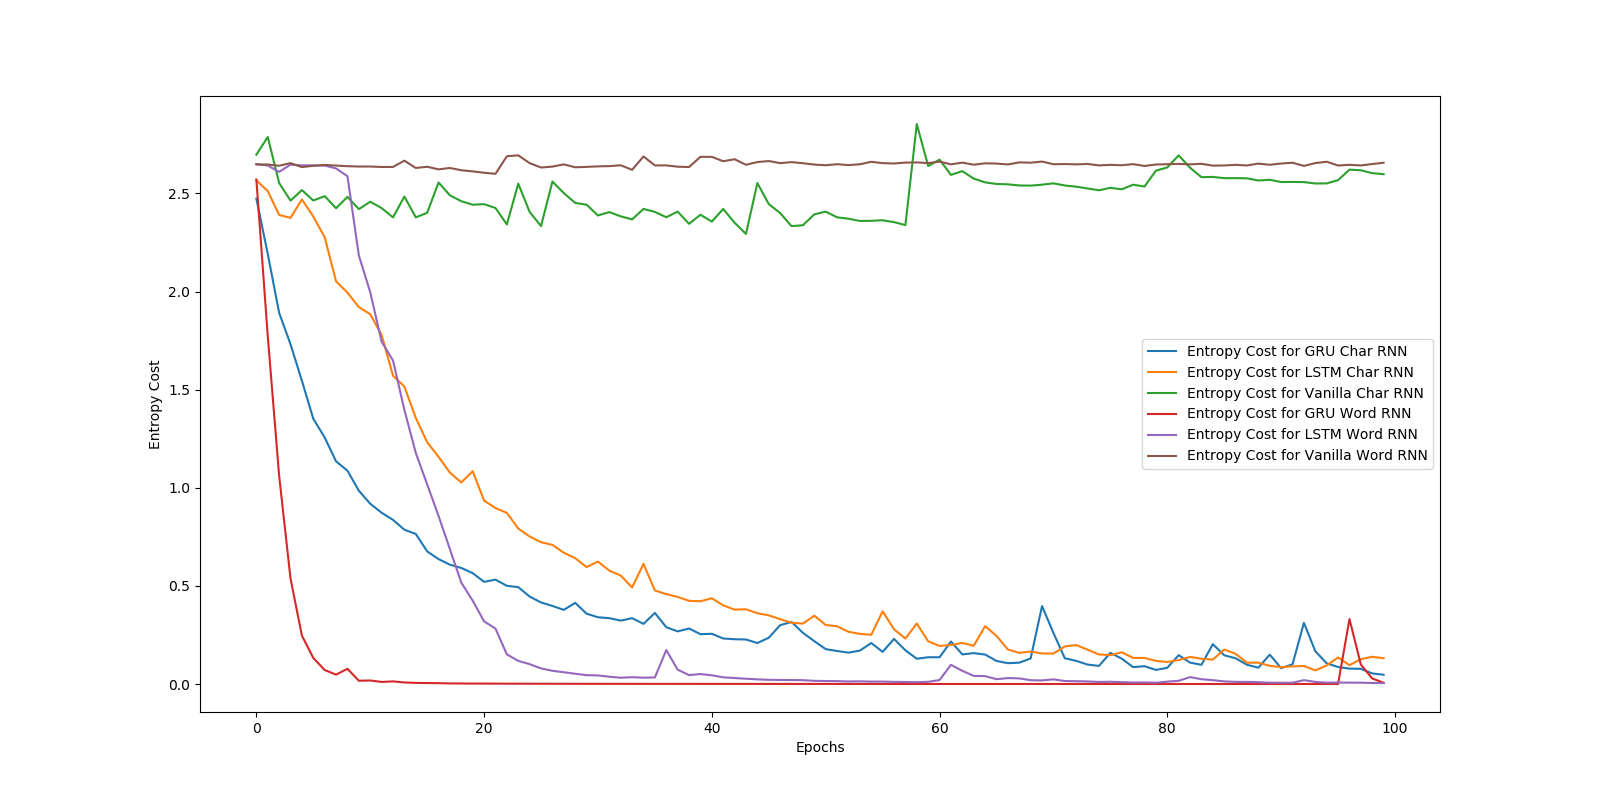 Entropy Cost
2.5
2.0
1.5
1.0
0.5
0.0
0 20 40 60 80 100
Epochs
Entropy Cost for GRU Char RNN
Entropy Cost for LSTM Char RNN
Entropy Cost for Vanilla Char RNN
Entropy Cost for GRU Word RNN
Entropy Cost for LSTM Word RNN
Entropy Cost for Vanilla Word RNN